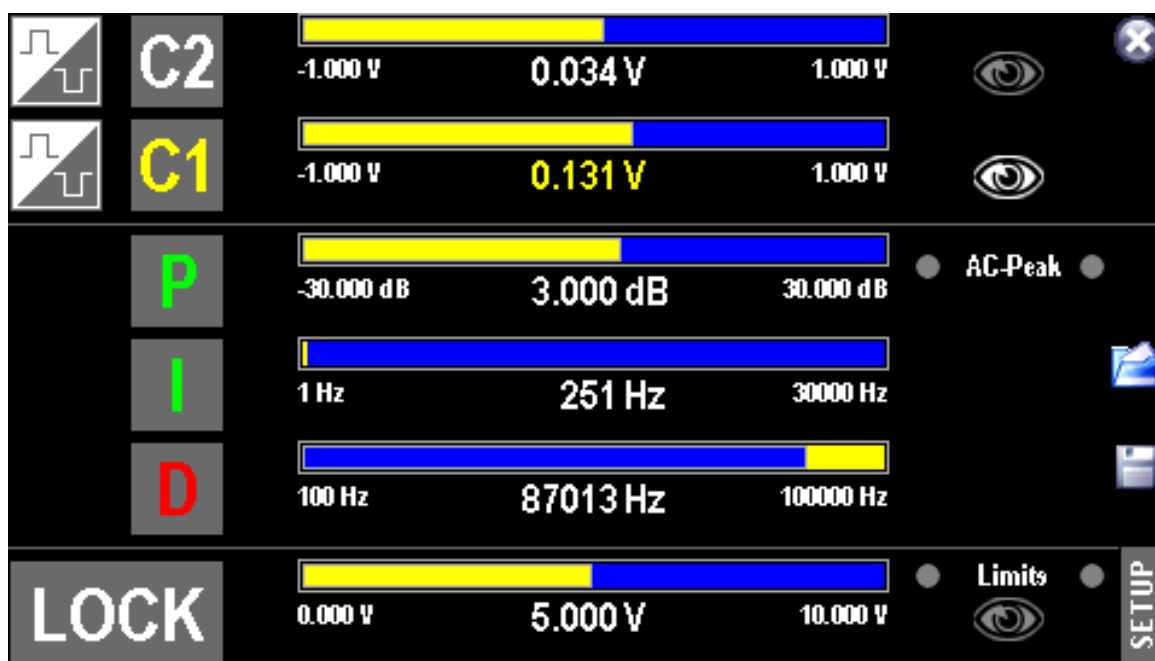 C2
-1.000 V 0.034 V 1.000 V
C1
-1.000 V 0.131 V 1.000 V
P
-30.000 dB 3.000 dB 30.000 dB
AC-Peak
I
1 Hz 251 Hz 30000 Hz
D
100 Hz 87013 Hz 100000 Hz
LOCK
0.000 V 5.000 V 10.000 V
Limits
SETUP